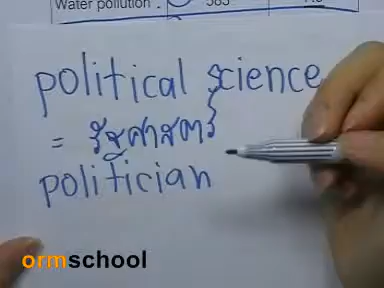 Water pollution
political science
= รัฐศาสตร์
politician
ormschool